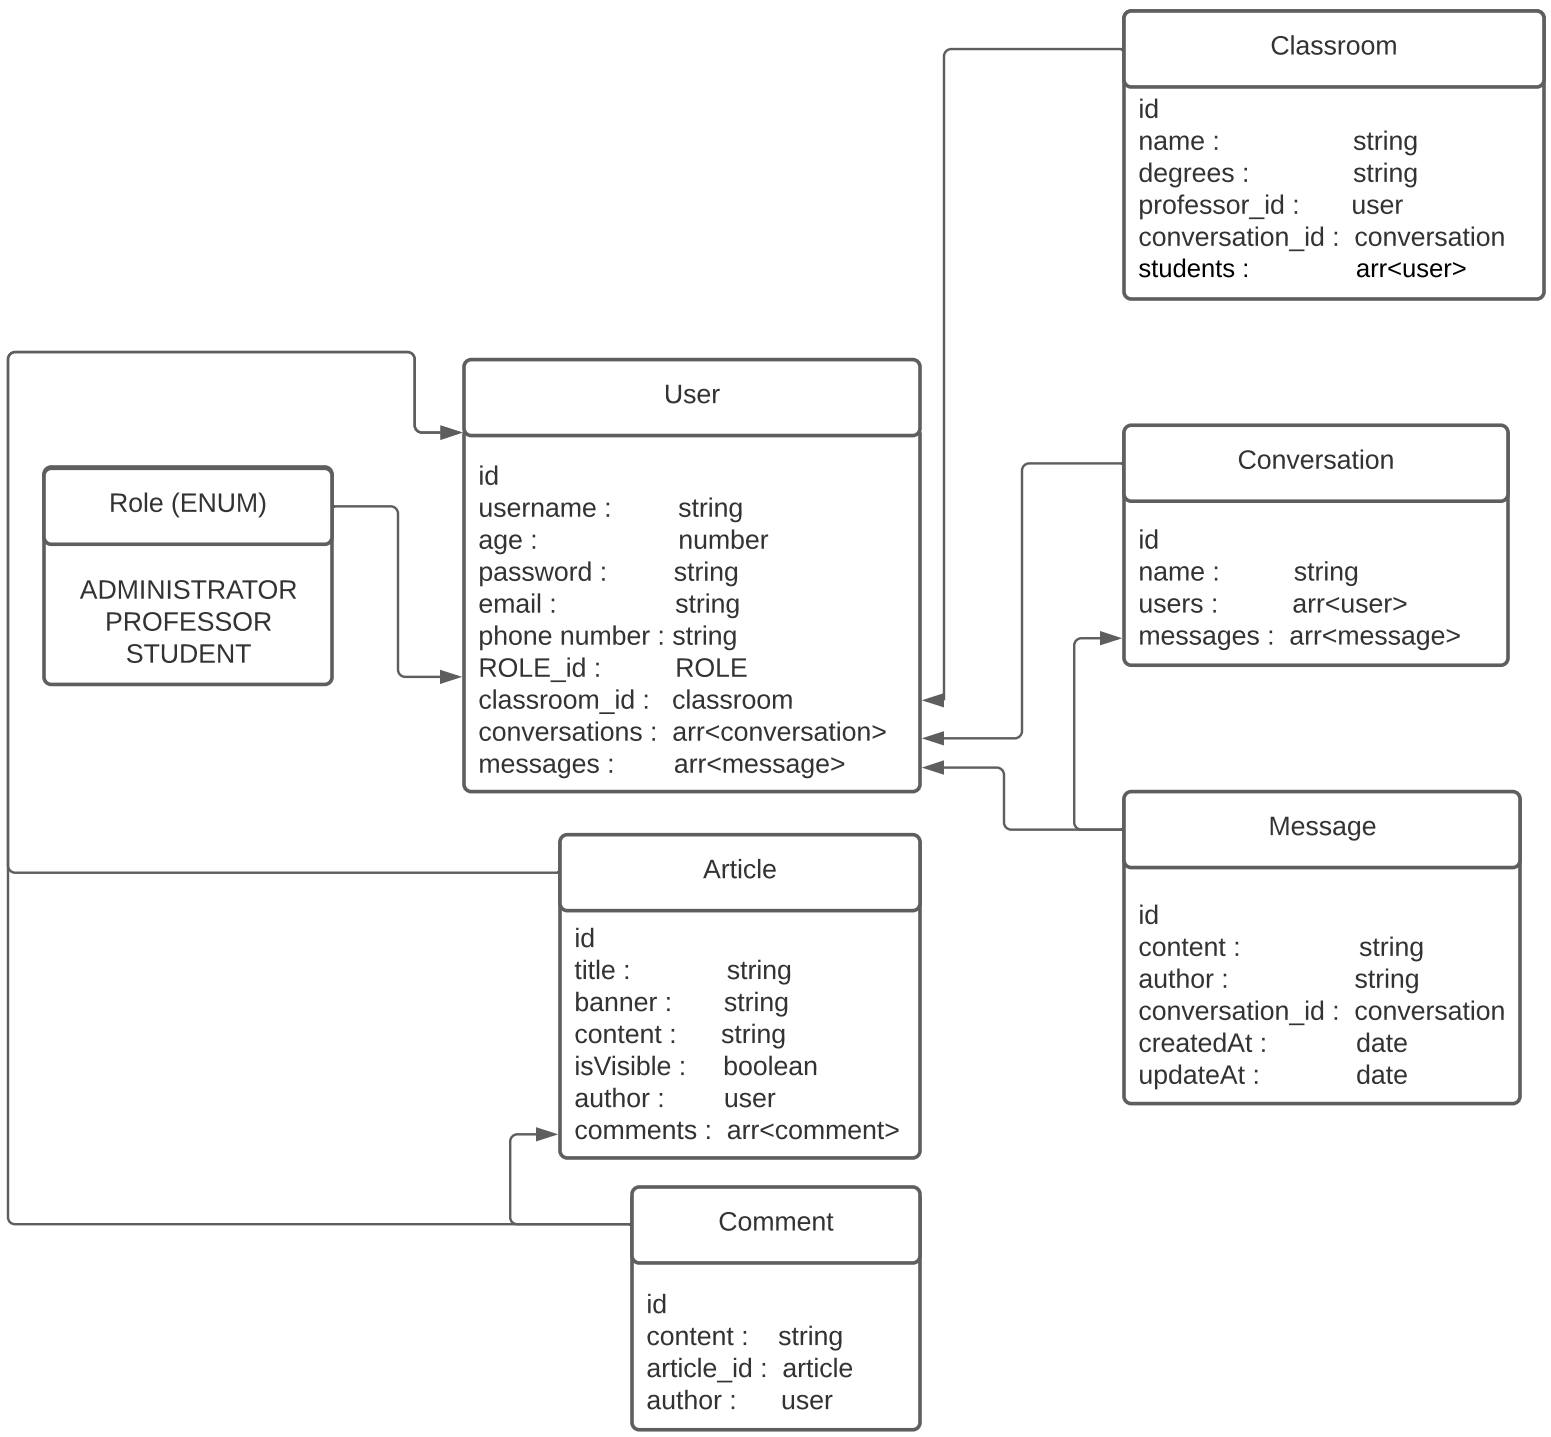 Classroom
id
name : string
degrees : string
professor_id : user
conversation_id : conversation
students : arr<user>
User
id
username : string
age : number
password : string
email : string
phone number : string
ROLE_id : ROLE
classroom_id : classroom
conversations : arr<conversation>
messages : arr<message>
Role (ENUM)
ADMINISTRATOR
PROFESSOR
STUDENT
Conversation
id
name : string
users : arr<user>
messages : arr<message>
Message
id
content : string
author : string
conversation_id : conversation
createdAt : date
updateAt : date
Article
id
title : string
banner : string
content : string
isVisible : boolean
author : user
comments : arr<comment>
Comment
id
content : string
article_id : article
author : user